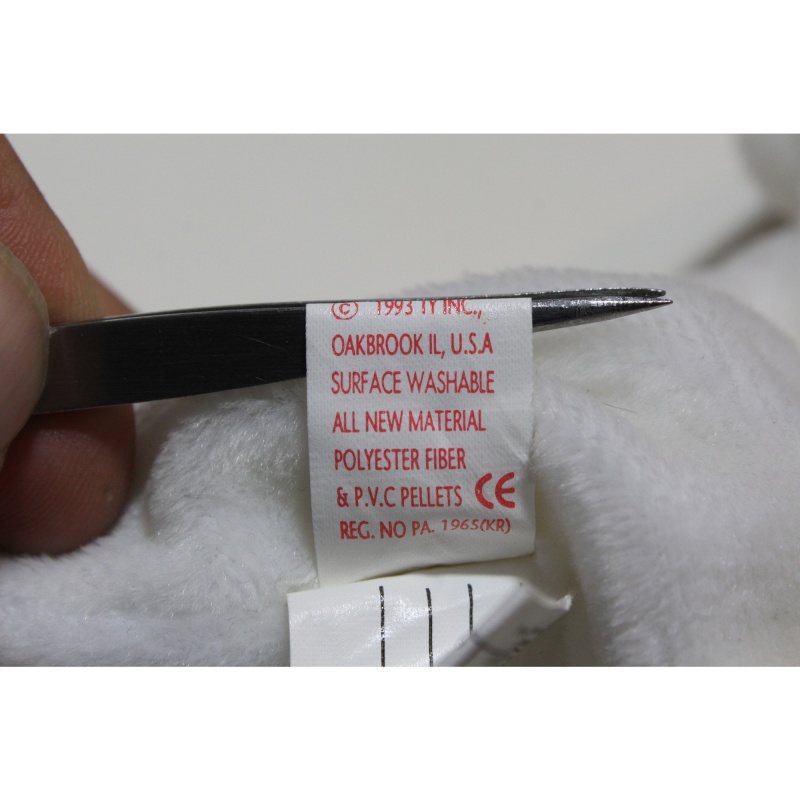 © 1993 TY INC.,
OAKBROOK IL, U.S.A
SURFACE WASHABLE
ALL NEW MATERIAL
POLYESTER FIBER
& P.V.C PELLETS CE
REG. NO PA. 1965(KR)